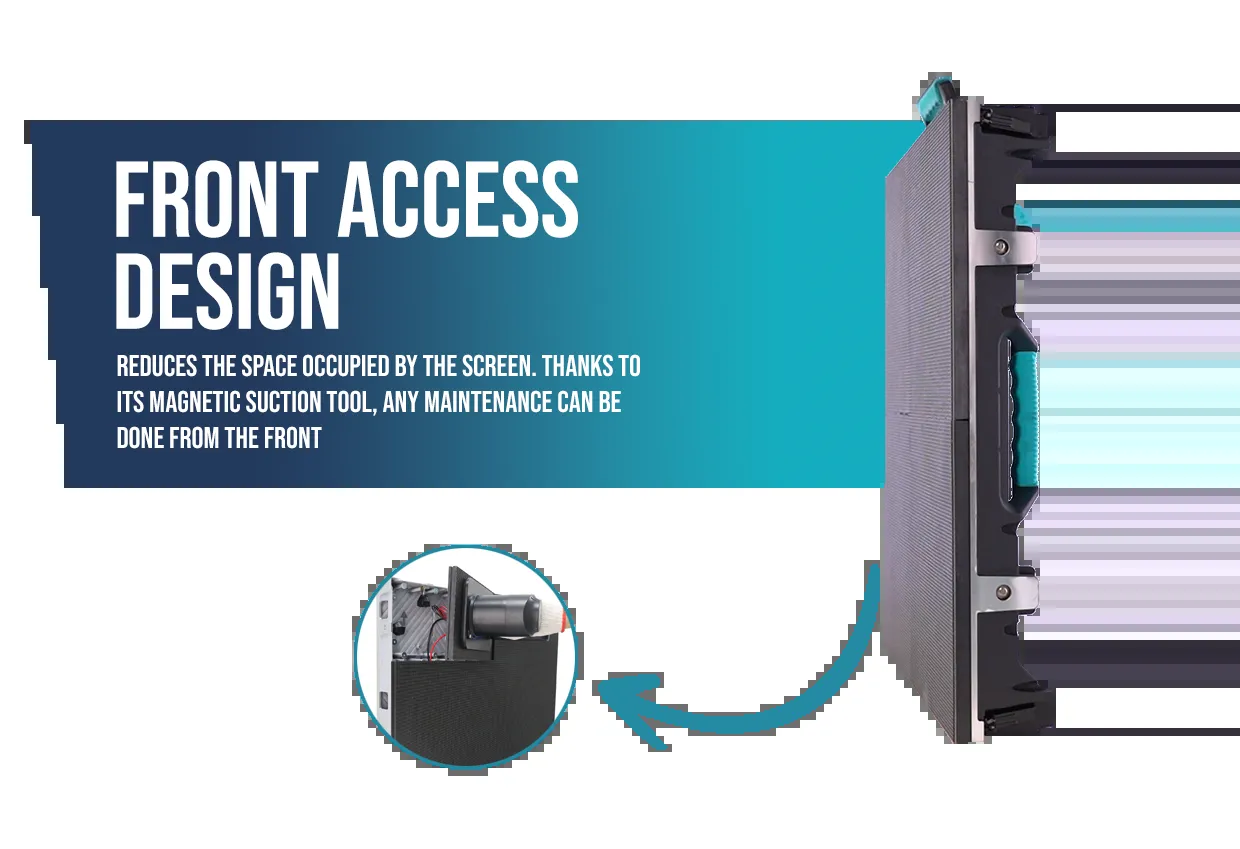 FRONT ACCESS
DESIGN
REDUCES THE SPACE OCCUPIED BY THE SCREEN. THANKS TO
ITS MAGNETIC SUCTION TOOL, ANY MAINTENANCE CAN BE
DONE FROM THE FRONT